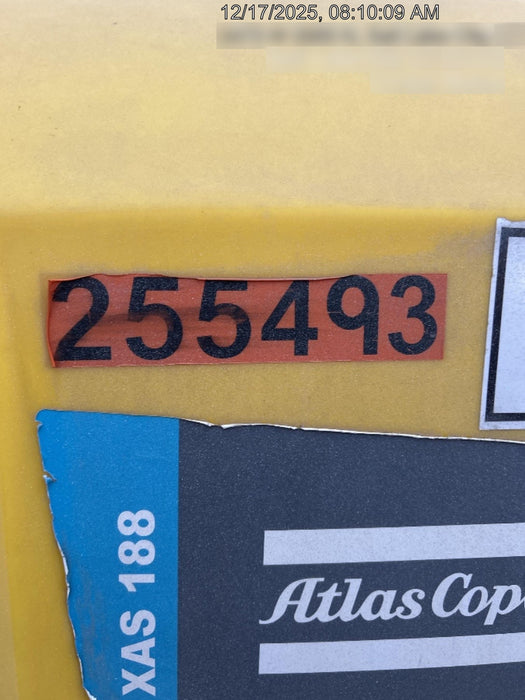 12/17/2025, 08:10:09 AM
255493
XAS 188
Atlas Cop